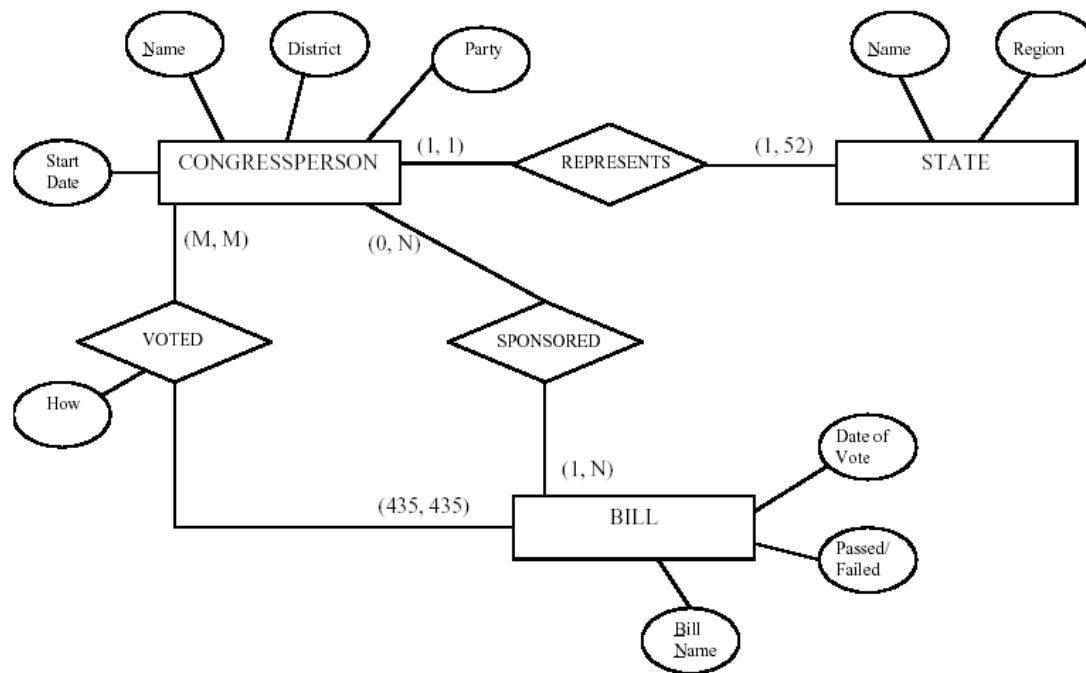 Name
District
Party
Name
Region
Start
Date
CONGRESSPERSON
(1, 1)
REPRESENTS
(1, 52)
STATE
(M, M)
(0, N)
VOTED
SPONSORED
How
Date of
Vote
(1, N)
(435, 435)
BILL
Passed/
Failed
Bill
Name